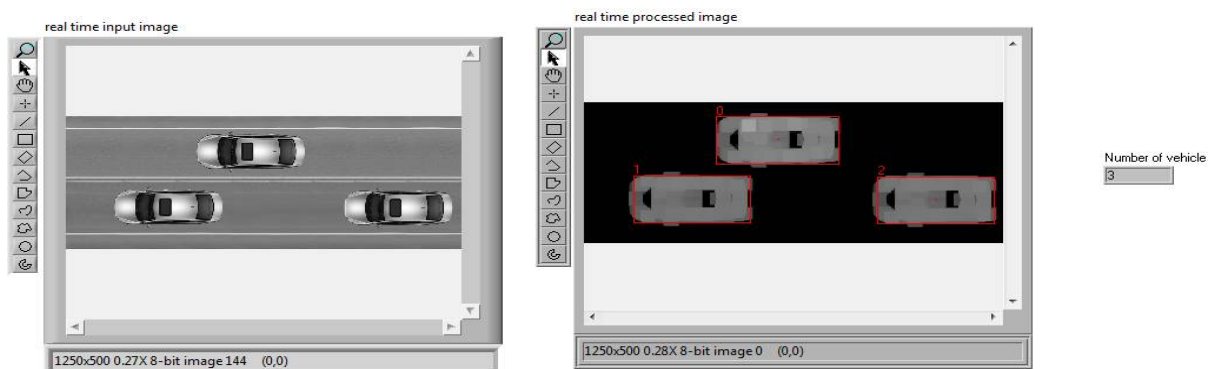 real time input image
real time processed image
0
1
2
Number of vehicle
3
1250x500 0.27X 8-bit image 144 (0,0)
1250x500 0.28X 8-bit image 0 (0,0)